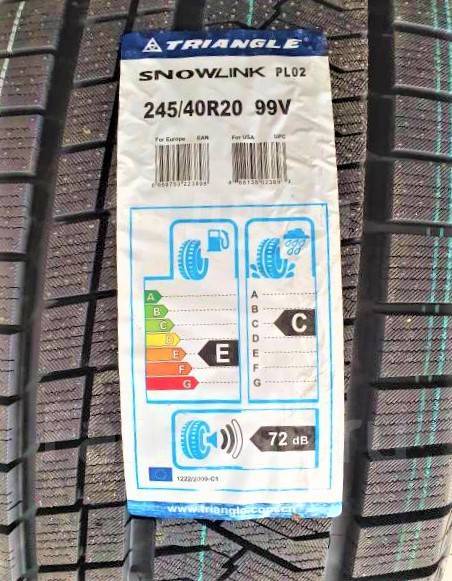 TRIANGLE
SNOWLINK PL02
245/40R20 99V
For Europe EAN For USA UPC
A
B
C
D
E
F
G
E
A
B
C
D
E
F
G
C
72 dB
1222/2009-C1
www.triangle.com.cn